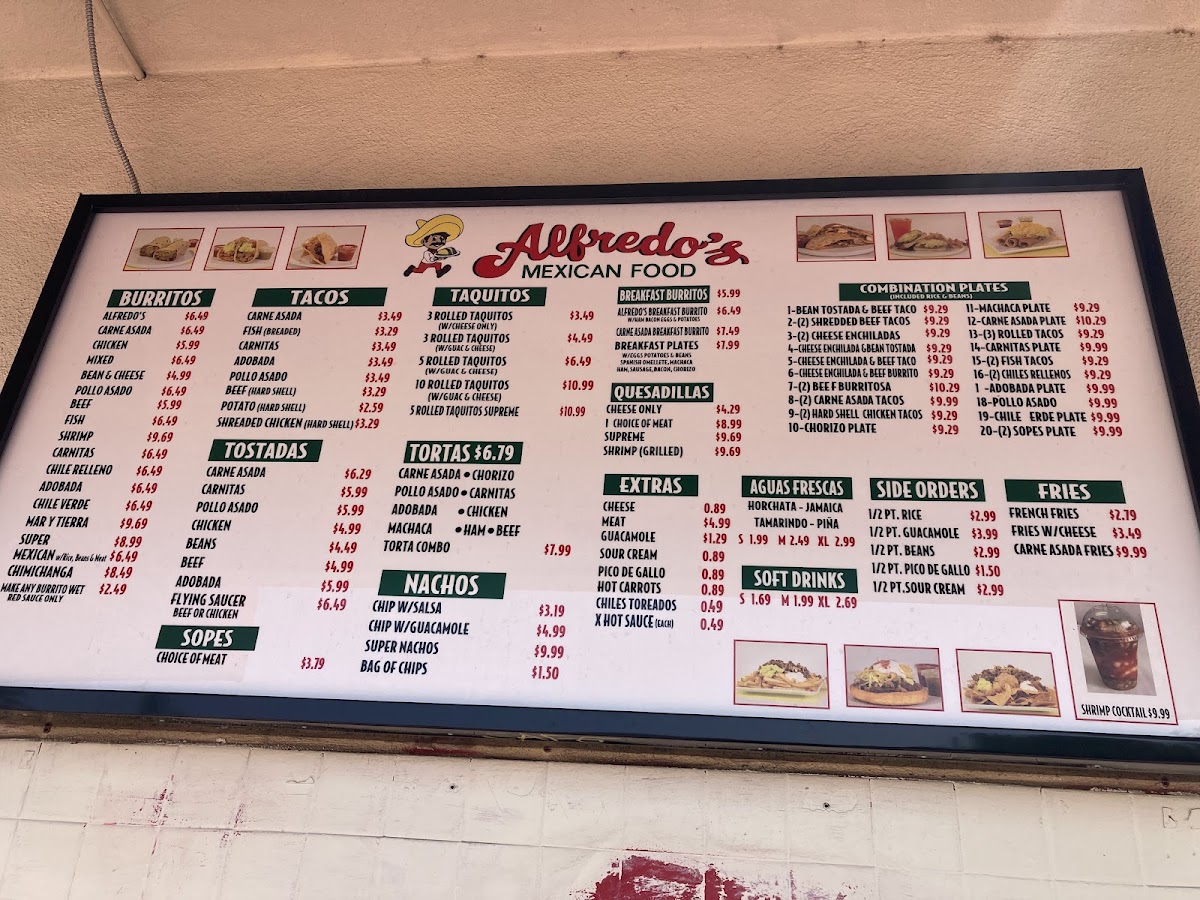 Alfredo's
MEXICAN FOOD
BURRITOS
ALFREDO'S $6.49
CARNE ASADA $6.49
CHICKEN $5.99
MIXED $6.49
BEAN & CHEESE $4.99
POLLO ASADO $6.49
BEEF $5.99
FISH $6.49
SHRIMP $9.69
CARNITAS $6.49
CHILE RELLENO $6.49
ADOBADA $6.49
CHILE VERDE $6.49
MAR Y TIERRA $9.69
SUPER $8.99
MEXICAN w/Rice, Beans & Meat $6.49
CHIMICHANGA $8.49
MAKE ANY BURRITO WET $2.49
RED SAUCE ONLY
TACOS
CARNE ASADA $3.49
FISH (BREADED) $3.29
CARNITAS $3.49
ADOBADA $3.49
POLLO ASADO $3.49
BEEF (HARD SHELL) $3.29
POTATO (HARD SHELL) $2.59
SHREADED CHICKEN (HARD SHELL) $3.29
TOSTADAS
CARNE ASADA $6.29
CARNITAS $5.99
POLLO ASADO $5.99
CHICKEN $4.99
BEANS $4.49
BEEF $4.99
ADOBADA $5.99
FLYING SAUCER $6.49
BEEF OR CHICKEN
SOPES
CHOICE OF MEAT $3.79
TAQUITOS
3 ROLLED TAQUITOS $3.49
(W/CHEESE ONLY)
3 ROLLED TAQUITOS $4.49
(W/GUAC & CHEESE)
5 ROLLED TAQUITOS $6.49
(W/GUAC & CHEESE)
10 ROLLED TAQUITOS $10.99
(W/GUAC & CHEESE)
5 ROLLED TAQUITOS SUPREME $10.99
TORTAS $6.79
CARNE ASADA • CHORIZO
POLLO ASADO • CARNITAS
ADOBADA • CHICKEN
MACHACA • HAM • BEEF
TORTA COMBO $7.99
NACHOS
CHIP W/SALSA $3.19
CHIP W/GUACAMOLE $4.99
SUPER NACHOS $9.99
BAG OF CHIPS $1.50
BREAKFAST BURRITOS $5.99
ALFREDO'S BREAKFAST BURRITO $6.49
W/HAM BACON EGGS & POTATOES
CARNE ASADA BREAKFAST BURRITO $7.49
BREAKFAST PLATES $7.99
W/EGGS POTATOES & BEANS
SPANISH OMELLETE, MACHACA
HAM, SAUSAGE, BACON, CHORIZO
QUESADILLAS
CHEESE ONLY $4.29
1 CHOICE OF MEAT $8.99
SUPREME $9.69
SHRIMP (GRILLED) $9.69
EXTRAS
CHEESE 0.89
MEAT $4.99
GUACAMOLE $1.29
SOUR CREAM 0.89
PICO DE GALLO 0.89
HOT CARROTS 0.89
CHILES TOREADOS 0.49
X HOT SAUCE (EACH) 0.49
AGUAS FRESCAS
HORCHATA - JAMAICA
TAMARINDO - PIÑA
S 1.99 M 2.49 XL 2.99
SOFT DRINKS
S 1.69 M 1.99 XL 2.69
COMBINATION PLATES
(INCLUDED RICE & BEANS)
1-BEAN TOSTADA & BEEF TACO $9.29
2-(2) SHREDDED BEEF TACOS $9.29
3-(2) CHEESE ENCHILADAS $9.29
4-CHEESE ENCHILADA & BEAN TOSTADA $9.29
5-CHEESE ENCHILADA & BEEF TACO $9.29
6-CHEESE ENCHILADA & BEEF BURRITO $9.29
7-(2) BEEF BURRITOSA $10.29
8-(2) CARNE ASADA TACOS $9.99
9-(2) HARD SHELL CHICKEN TACOS $9.29
10-CHORIZO PLATE $9.29
11-MACHACA PLATE $9.29
12-CARNE ASADA PLATE $10.29
13-(3) ROLLED TACOS $9.29
14-CARNITAS PLATE $9.99
15-(2) FISH TACOS $9.29
16-(2) CHILES RELLENOS $9.29
1 -ADOBADA PLATE $9.99
18-POLLO ASADO $9.99
19-CHILE ERDE PLATE $9.99
20-(2) SOPES PLATE $9.99
SIDE ORDERS
1/2 PT. RICE $2.99
1/2 PT. GUACAMOLE $3.99
1/2 PT. BEANS $2.99
1/2 PT. PICO DE GALLO $1.50
1/2 PT.SOUR CREAM $2.99
FRIES
FRENCH FRIES $2.79
FRIES W/CHEESE $3.49
CARNE ASADA FRIES $9.99
SHRIMP COCKTAIL $9.99